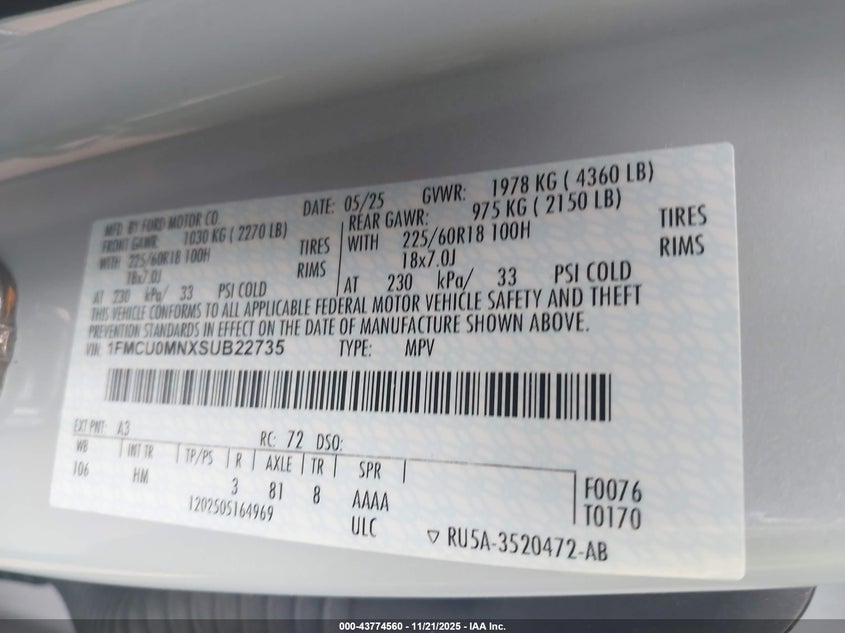 MFD. BY FORD MOTOR CO.
DATE: 05/25
GVWR: 1978 KG ( 4360 LB)
FRONT GAWR: 1030 KG ( 2270 LB)
REAR GAWR: 975 KG ( 2150 LB)
WITH 225/60R18 100H TIRES
WITH 225/60R18 100H TIRES
18x7.0J RIMS
18x7.0J RIMS
AT 230 kPa/ 33 PSI COLD
AT 230 kPa/ 33 PSI COLD
THIS VEHICLE CONFORMS TO ALL APPLICABLE FEDERAL MOTOR VEHICLE SAFETY AND THEFT
PREVENTION STANDARDS IN EFFECT ON THE DATE OF MANUFACTURE SHOWN ABOVE.
VIN: 1FMCU0MNXSUB22735 TYPE: MPV
EXT PNT: A3 RC: 72 DSO:
WB INT TR TP/PS R AXLE TR SPR
106 HM 3 81 8 AAAA
1202505164969 ULC
F0076
T0170
RU5A-3520472-AB
000-43774560 - 11/21/2025 - IAA Inc.